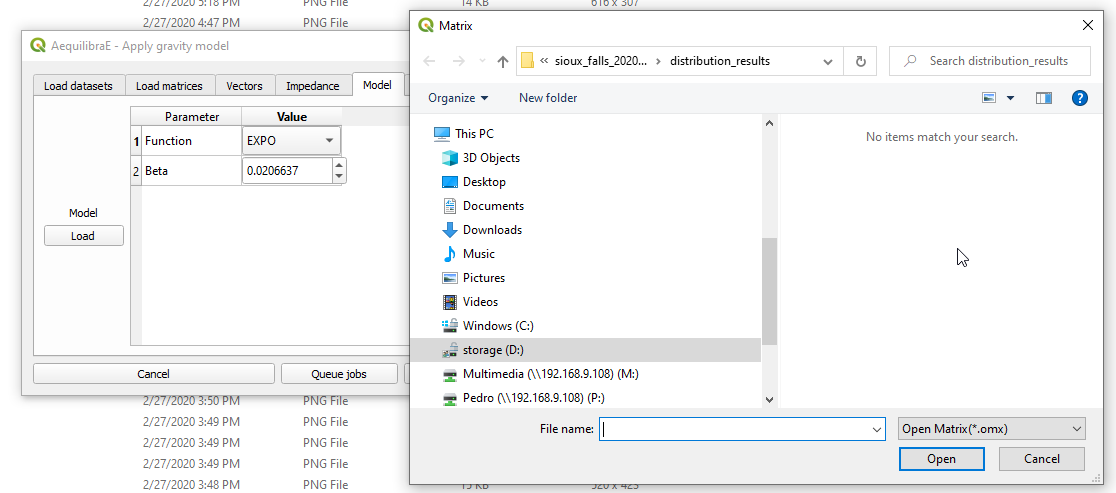 2/27/2020 5:18 PM PNG File 14 KB 616 x 307
2/27/2020 4:47 PM PNG File
AequilibraE - Apply gravity model
Load datasets Load matrices Vectors Impedance Model
Parameter Value
1 Function EXPO
2 Beta 0.0206637
Model
Load
Cancel Queue jobs
2/27/2020 3:50 PM PNG File
2/27/2020 3:49 PM PNG File
2/27/2020 3:49 PM PNG File
2/27/2020 3:49 PM PNG File
2/27/2020 3:48 PM PNG File 15 KB 520 x 423
Matrix
« sioux_falls_2020... › distribution_results
Search distribution_results
Organize New folder
This PC
3D Objects
Desktop
Documents
Downloads
Music
Pictures
Videos
Windows (C:)
storage (D:)
Multimedia (\\192.168.9.108) (M:)
Pedro (\\192.168.9.108) (P:)
No items match your search.
File name:
Open Matrix(*.omx)
Open Cancel